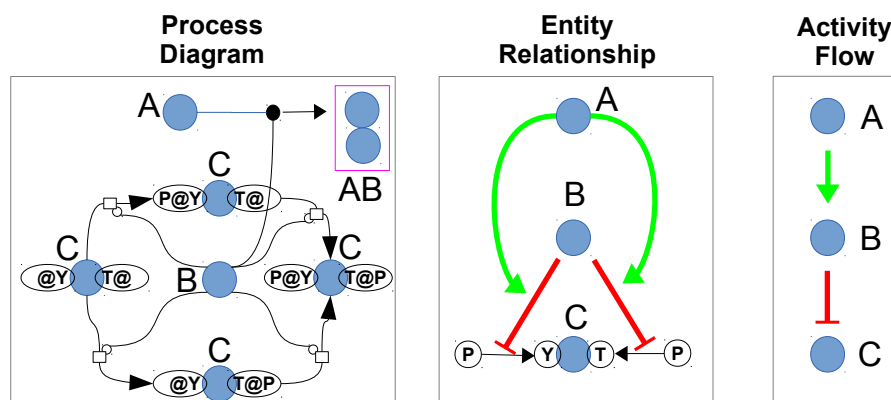 Process
Diagram
Entity
Relationship
Activity
Flow
A
AB
C
P@Y
T@
C
@Y
T@
B
C
P@Y
T@P
C
@Y
T@P
A
B
C
P
Y
T
P
A
B
C